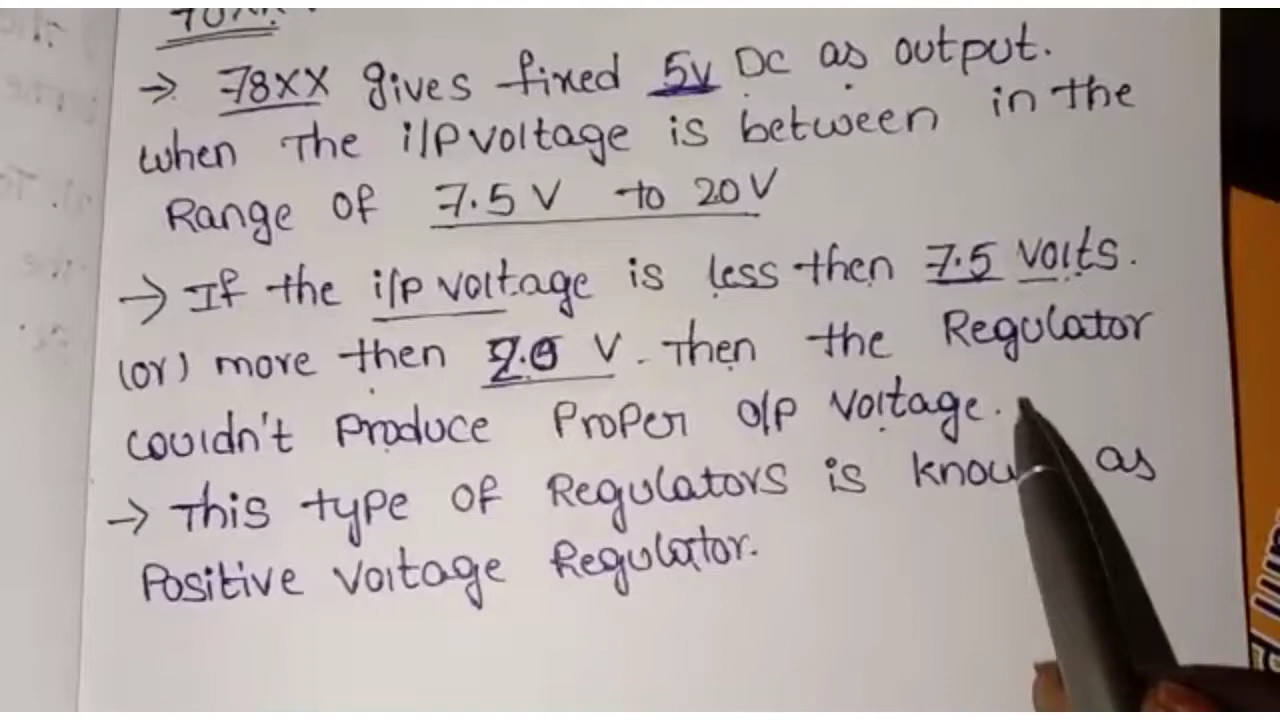 78XX
→ 78XX gives fixed 5V DC as output.
when The i/p voltage is between in the
Range of 7.5 V to 20 V
→ If the i/p voltage is less then 7.5 volts.
(or) more then 20 V. Then the Regulator
couldn't produce Proper o/p voltage.
→ This type of Regulators is know as
Positive voltage Regulator.